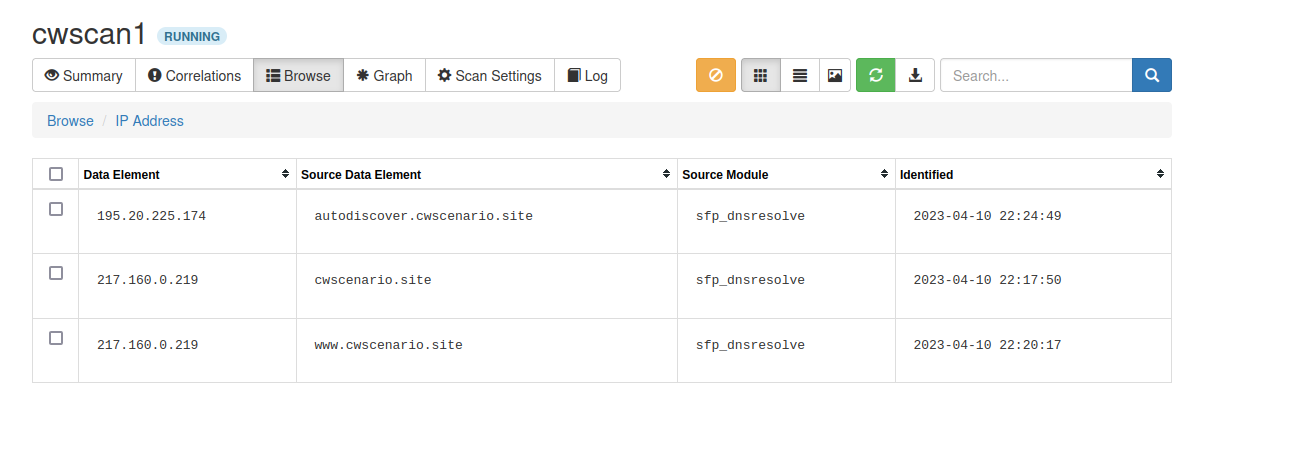 cwscan1 RUNNING
Summary Correlations Browse Graph Scan Settings Log Search...
Browse / IP Address
Data Element Source Data Element Source Module Identified
195.20.225.174 autodiscover.cwscenario.site sfp_dnsresolve 2023-04-10 22:24:49
217.160.0.219 cwscenario.site sfp_dnsresolve 2023-04-10 22:17:50
217.160.0.219 www.cwscenario.site sfp_dnsresolve 2023-04-10 22:20:17